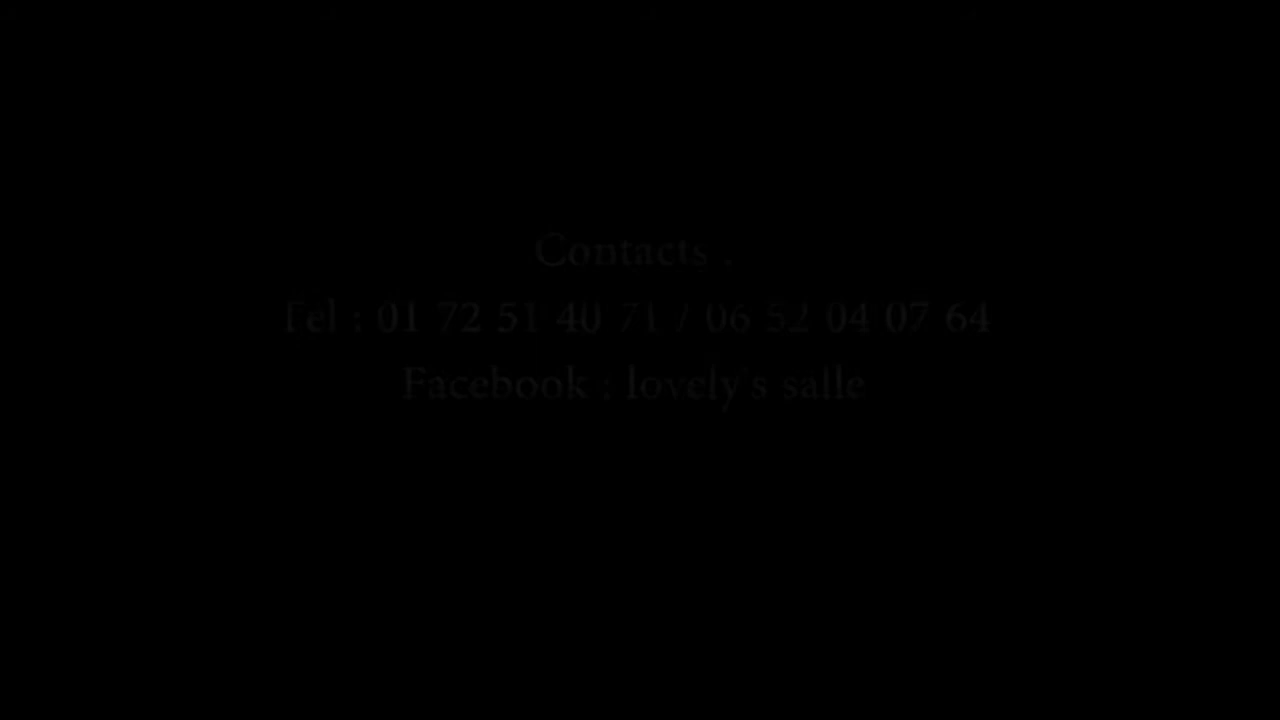 Contacts :
Tel : 01 72 51 40 71 / 06 52 04 07 64
Facebook : lovely's salle